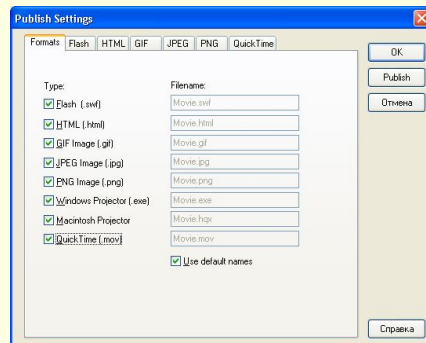 Publish Settings
Formats Flash HTML GIF JPEG PNG QuickTime
OK
Publish
Отмена
Type: Filename:
Flash (.swf) Movie.swf
HTML (.html) Movie.html
GIF Image (.gif) Movie.gif
JPEG Image (.jpg) Movie.jpg
PNG Image (.png) Movie.png
Windows Projector (.exe) Movie.exe
Macintosh Projector Movie.hqx
QuickTime (.mov) Movie.mov
Use default names
Справка